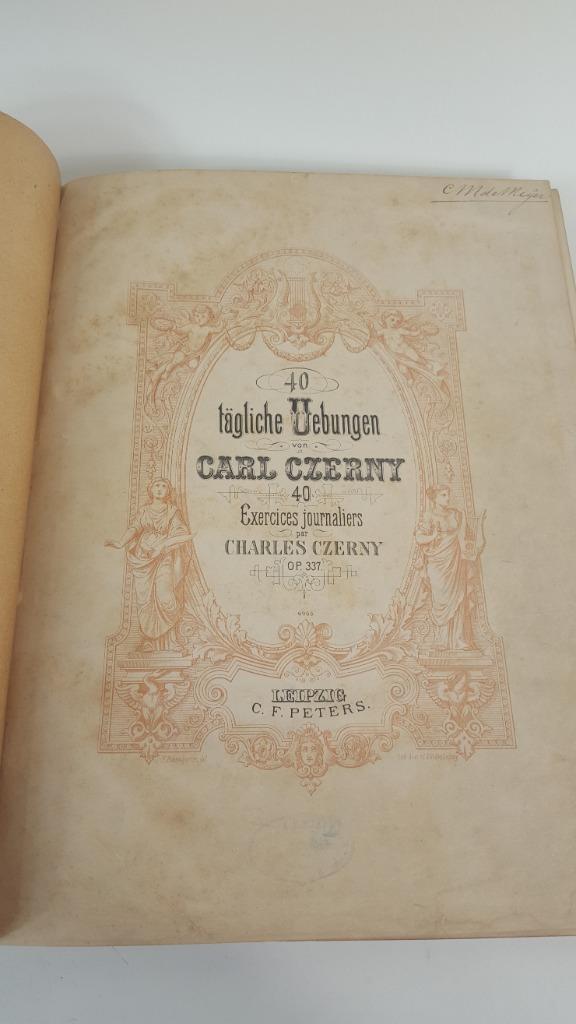 40
tägliche Uebungen
von
CARL CZERNY
40
Exercices journaliers
par
CHARLES CZERNY
OP. 337.
LEIPZIG
C. F. PETERS.